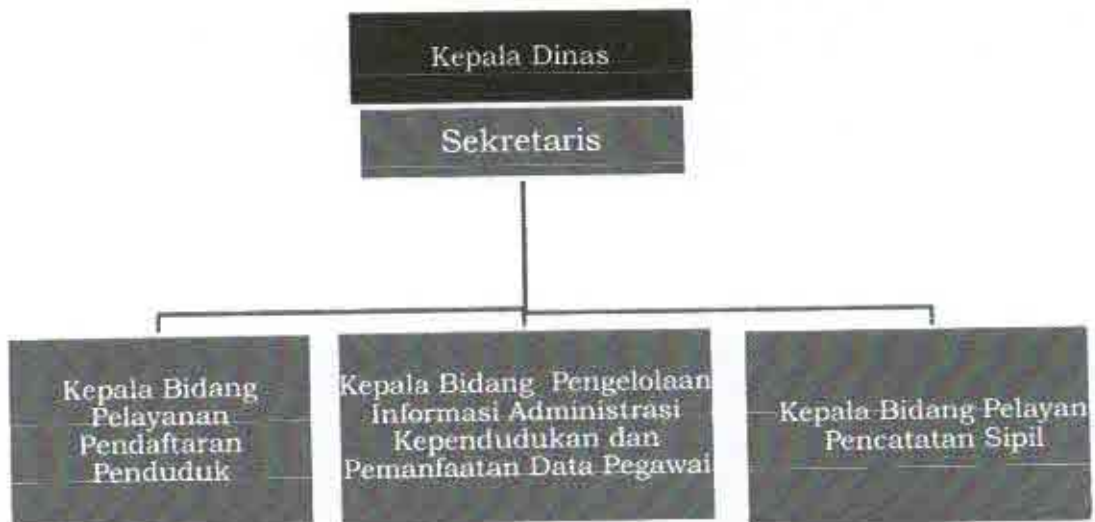 Kepala Dinas
Sekretaris
Kepala Bidang
Pelayanan
Pendaftaran
Penduduk
Kepala Bidang Pengelolaan
Informasi Administrasi
Kependudukan dan
Pemanfaatan Data Pegawai
Kepala Bidang Pelayan
Pencatatan Sipil